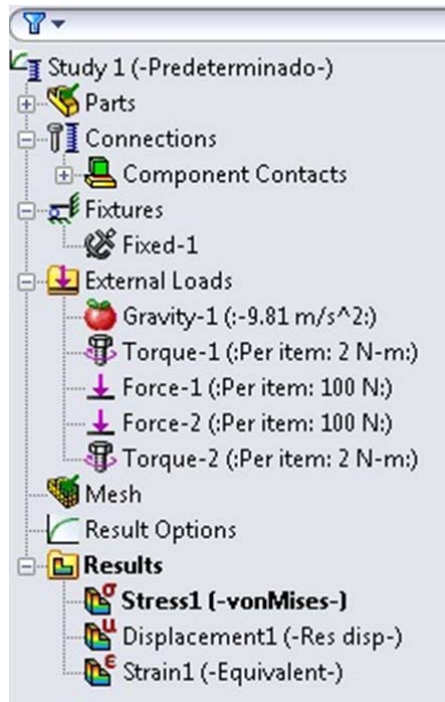 Study 1 (-Predeterminado-)
Parts
Connections
Component Contacts
Fixtures
Fixed-1
External Loads
Gravity-1 (:-9.81 m/s^2:)
Torque-1 (:Per item: 2 N-m:)
Force-1 (:Per item: 100 N:)
Force-2 (:Per item: 100 N:)
Torque-2 (:Per item: 2 N-m:)
Mesh
Result Options
Results
Stress1 (-vonMises-)
Displacement1 (-Res disp-)
Strain1 (-Equivalent-)